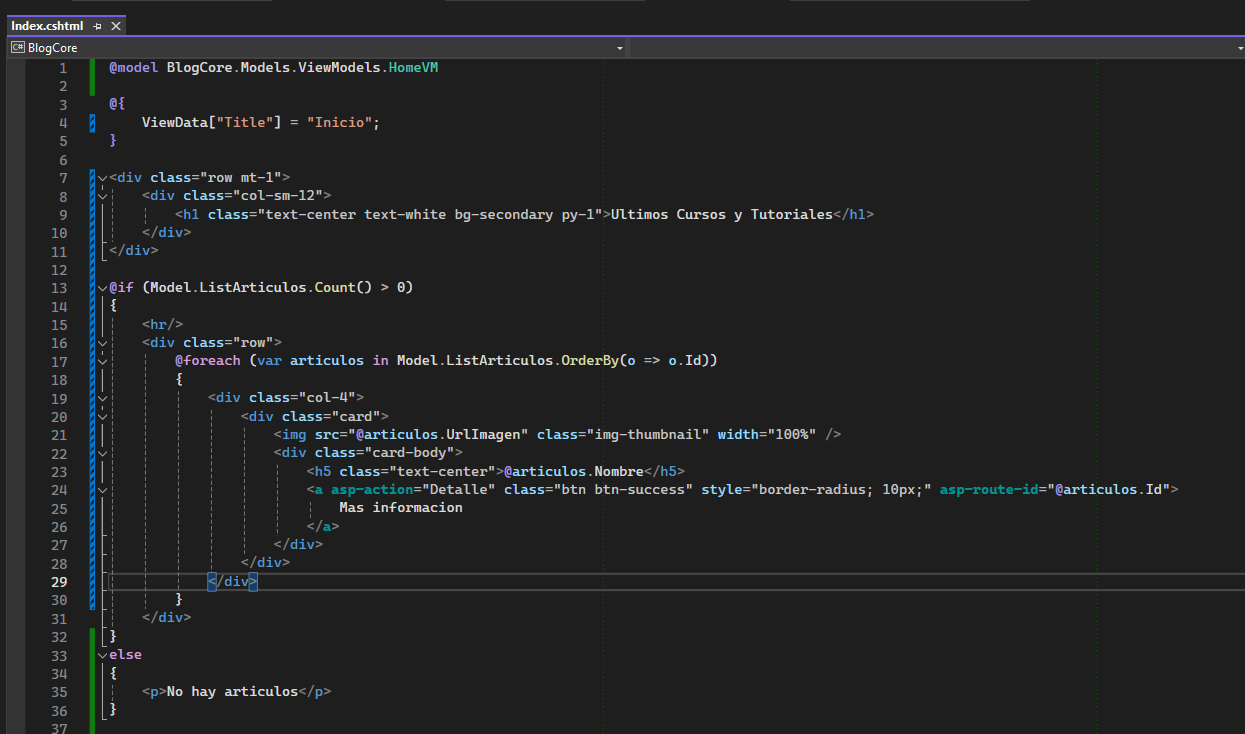 Index.cshtml
C# BlogCore
1 @model BlogCore.Models.ViewModels.HomeVM
2
3 @{
4     ViewData["Title"] = "Inicio";
5 }
6
7 <div class="row mt-1">
8     <div class="col-sm-12">
9         <h1 class="text-center text-white bg-secondary py-1">Ultimos Cursos y Tutoriales</h1>
10     </div>
11 </div>
12
13 @if (Model.ListArticulos.Count() > 0)
14 {
15     <hr/>
16     <div class="row">
17         @foreach (var articulos in Model.ListArticulos.OrderBy(o => o.Id))
18         {
19             <div class="col-4">
20                 <div class="card">
21                     <img src="@articulos.UrlImagen" class="img-thumbnail" width="100%" />
22                     <div class="card-body">
23                         <h5 class="text-center">@articulos.Nombre</h5>
24                         <a asp-action="Detalle" class="btn btn-success" style="border-radius; 10px;" asp-route-id="@articulos.Id">
25                             Mas informacion
26                         </a>
27                     </div>
28                 </div>
29             </div>
30         }
31     </div>
32 }
33 else
34 {
35     <p>No hay articulos</p>
36 }
37